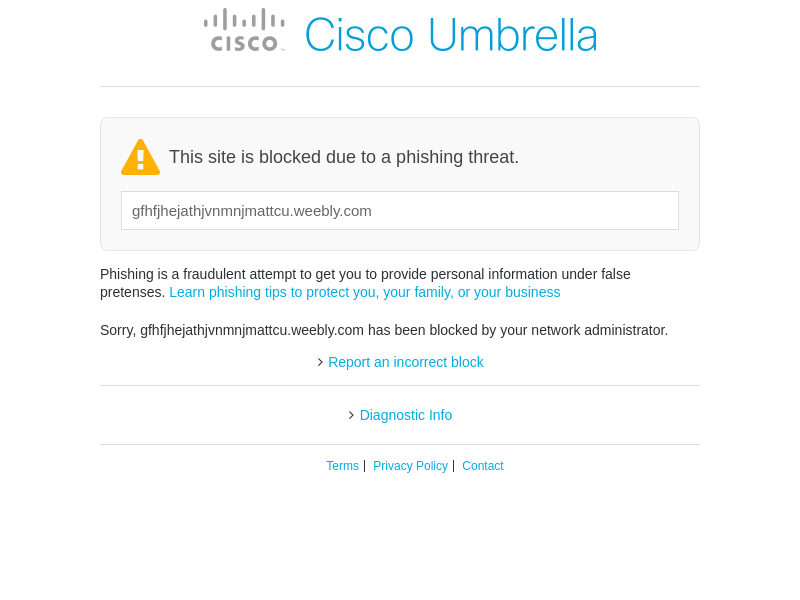 CISCO Cisco Umbrella
This site is blocked due to a phishing threat.
gfhfjhejathjvnmnjmattcu.weebly.com
Phishing is a fraudulent attempt to get you to provide personal information under false
pretenses. Learn phishing tips to protect you, your family, or your business
Sorry, gfhfjhejathjvnmnjmattcu.weebly.com has been blocked by your network administrator.
> Report an incorrect block
> Diagnostic Info
Terms | Privacy Policy | Contact